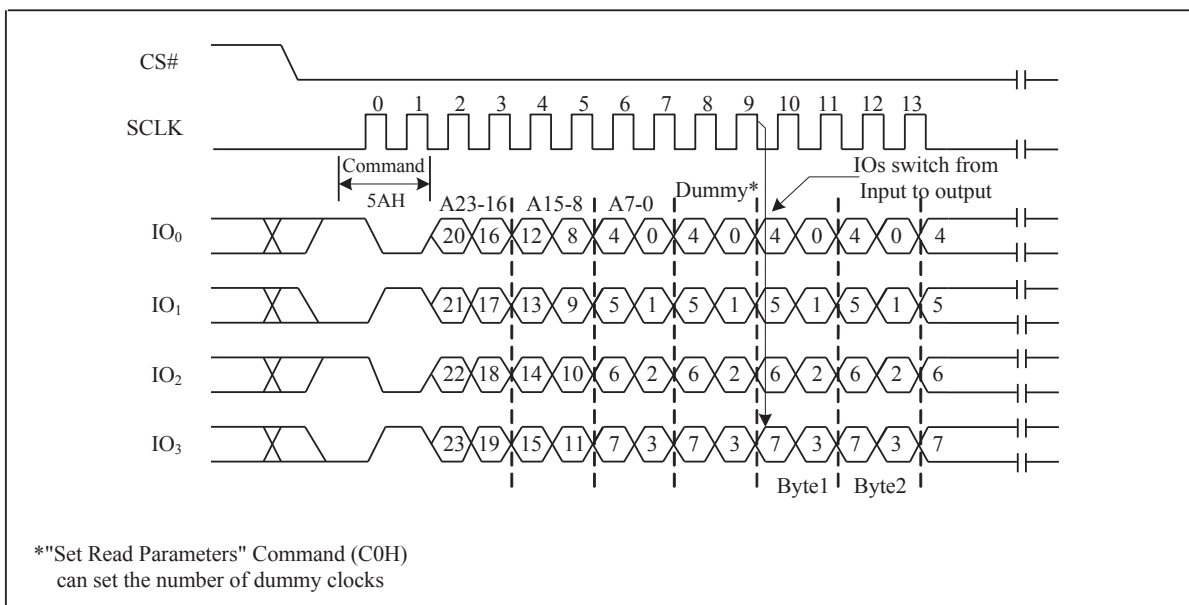 CS#
0 1 2 3 4 5 6 7 8 9 10 11 12 13
SCLK
Command
5AH
IOs switch from
Input to output
A23-16 A15-8 A7-0 Dummy*
IO0 20 16 12 8 4 0 4 0 4 0 4 0 4
IO1 21 17 13 9 5 1 5 1 5 1 5 1 5
IO2 22 18 14 10 6 2 6 2 6 2 6 2 6
IO3 23 19 15 11 7 3 7 3 7 3 7 3 7
Byte1 Byte2
*"Set Read Parameters" Command (C0H)
can set the number of dummy clocks